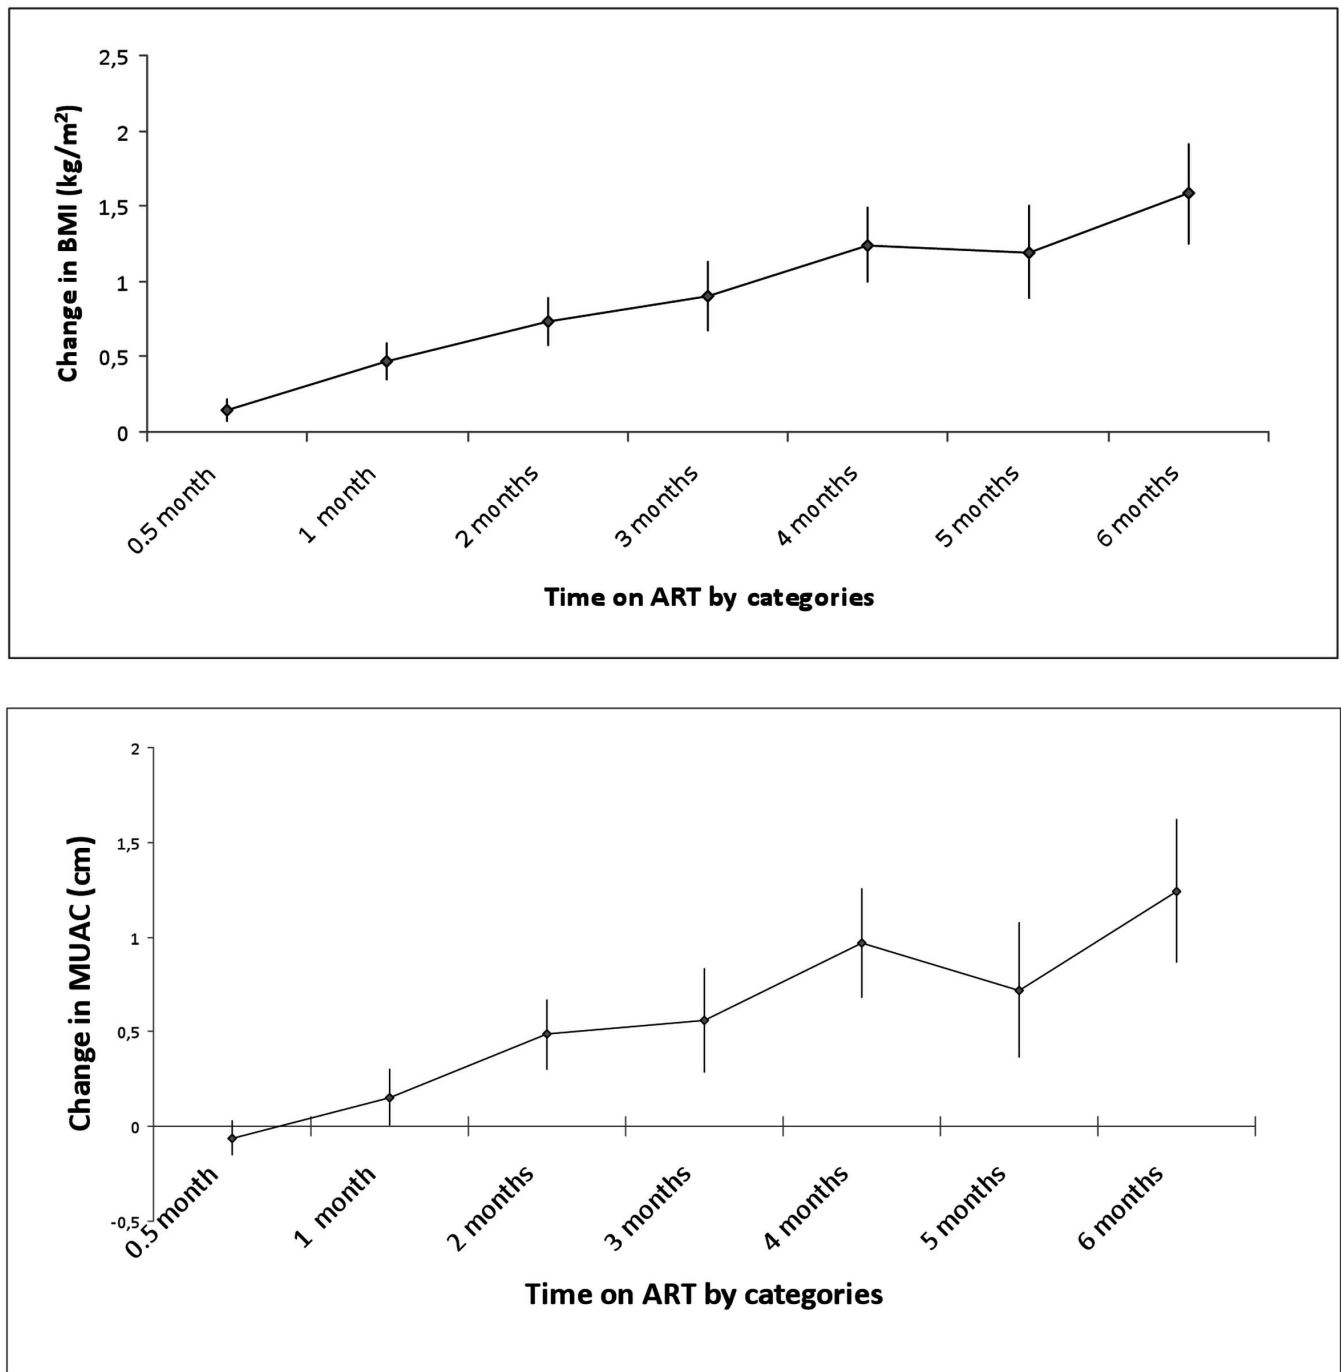 Change in BMI (kg/m²)
2,5
2
1,5
1
0,5
0
0.5 month
1 month
2 months
3 months
4 months
5 months
6 months
Time on ART by categories
Change in MUAC (cm)
2
1,5
1
0,5
0
-0,5
0.5 month
1 month
2 months
3 months
4 months
5 months
6 months
Time on ART by categories